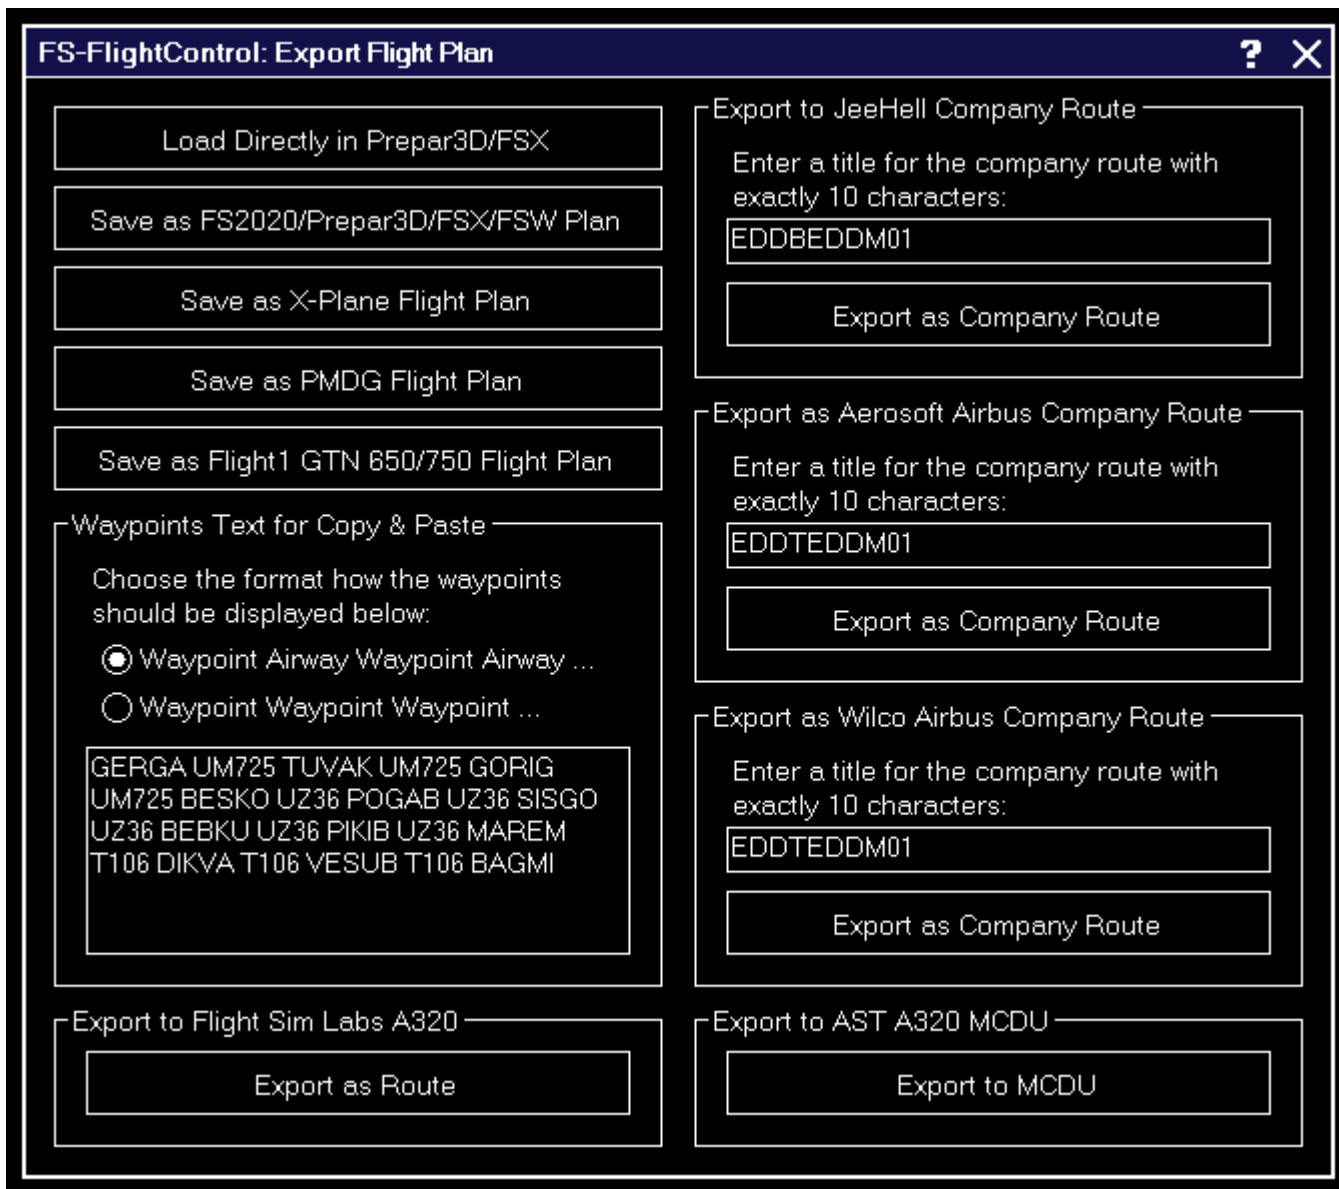 FS-FlightControl: Export Flight Plan
?
Load Directly in Prepar3D/FSX
Save as FS2020/Prepar3D/FSX/FSW Plan
Save as X-Plane Flight Plan
Save as PMDG Flight Plan
Save as Flight1 GTN 650/750 Flight Plan
Waypoints Text for Copy & Paste
Choose the format how the waypoints
should be displayed below:
Waypoint Airway Waypoint Airway ...
Waypoint Waypoint Waypoint ...
GERGA UM725 TUVAK UM725 GORIG
UM725 BESKO UZ36 POGAB UZ36 SISGO
UZ36 BEBKU UZ36 PIKIB UZ36 MAREM
T106 DIKVA T106 VESUB T106 BAGMI
Export to Flight Sim Labs A320
Export as Route
Export to JeeHell Company Route
Enter a title for the company route with
exactly 10 characters:
EDDBEDDM01
Export as Company Route
Export as Aerosoft Airbus Company Route
Enter a title for the company route with
exactly 10 characters:
EDDTEDDM01
Export as Company Route
Export as Wilco Airbus Company Route
Enter a title for the company route with
exactly 10 characters:
EDDTEDDM01
Export as Company Route
Export to AST A320 MCDU
Export to MCDU